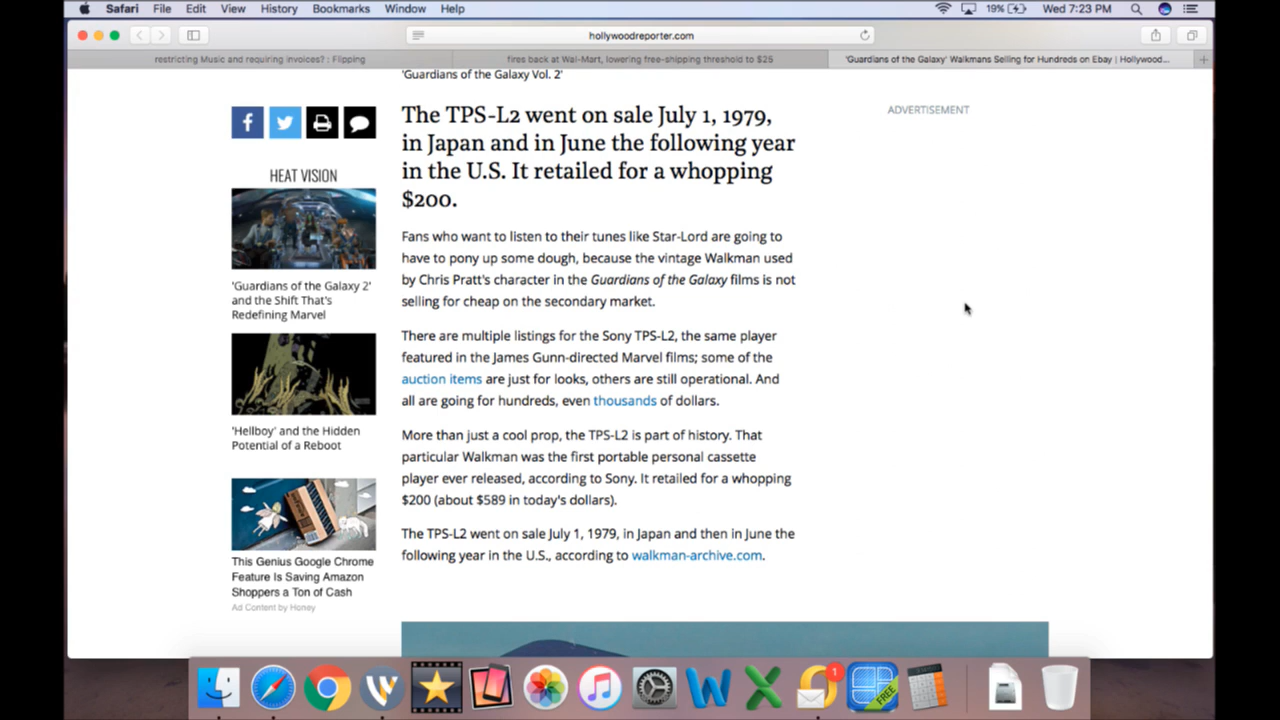 Safari File Edit View History Bookmarks Window Help 19% Wed 7:23 PM
hollywoodreporter.com
restricting Music and requiring invoices? : Flipping
fires back at Wal-Mart, lowering free-shipping threshold to $25
'Guardians of the Galaxy' Walkmans Selling for Hundreds on Ebay | Hollywood...
'Guardians of the Galaxy Vol. 2'
The TPS-L2 went on sale July 1, 1979,
in Japan and in June the following year
in the U.S. It retailed for a whopping
$200.
Fans who want to listen to their tunes like Star-Lord are going to
have to pony up some dough, because the vintage Walkman used
by Chris Pratt's character in the Guardians of the Galaxy films is not
selling for cheap on the secondary market.
There are multiple listings for the Sony TPS-L2, the same player
featured in the James Gunn-directed Marvel films; some of the
auction items are just for looks, others are still operational. And
all are going for hundreds, even thousands of dollars.
More than just a cool prop, the TPS-L2 is part of history. That
particular Walkman was the first portable personal cassette
player ever released, according to Sony. It retailed for a whopping
$200 (about $589 in today's dollars).
The TPS-L2 went on sale July 1, 1979, in Japan and then in June the
following year in the U.S., according to walkman-archive.com.
HEAT VISION
'Guardians of the Galaxy 2'
and the Shift That's
Redefining Marvel
'Hellboy' and the Hidden
Potential of a Reboot
This Genius Google Chrome
Feature Is Saving Amazon
Shoppers a Ton of Cash
Ad Content by Honey
ADVERTISEMENT
1
FREE